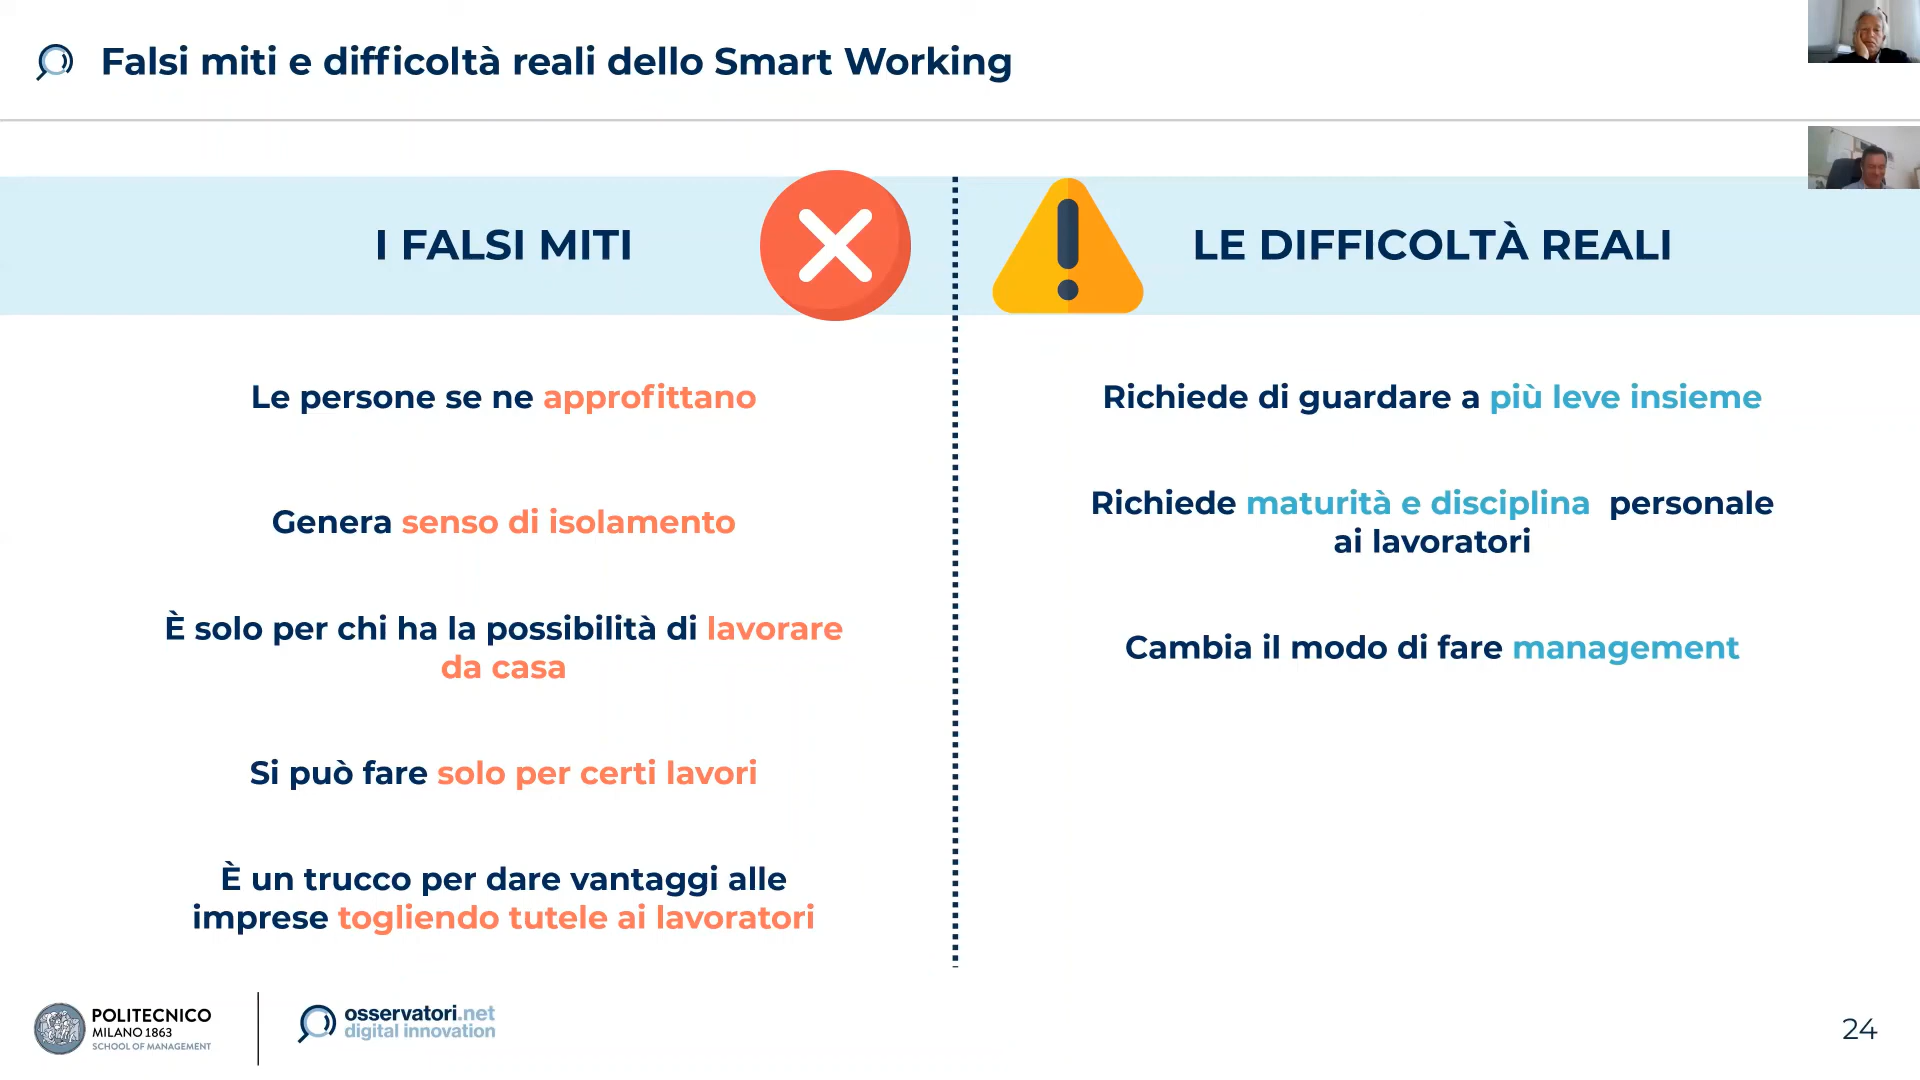 Falsi miti e difficoltà reali dello Smart Working
I FALSI MITI
Le persone se ne approfittano
Genera senso di isolamento
È solo per chi ha la possibilità di lavorare
da casa
Si può fare solo per certi lavori
È un trucco per dare vantaggi alle
imprese togliendo tutele ai lavoratori
LE DIFFICOLTÀ REALI
Richiede di guardare a più leve insieme
Richiede maturità e disciplina personale
ai lavoratori
Cambia il modo di fare management
POLITECNICO
MILANO 1863
SCHOOL OF MANAGEMENT
osservatori.net
digital innovation
24